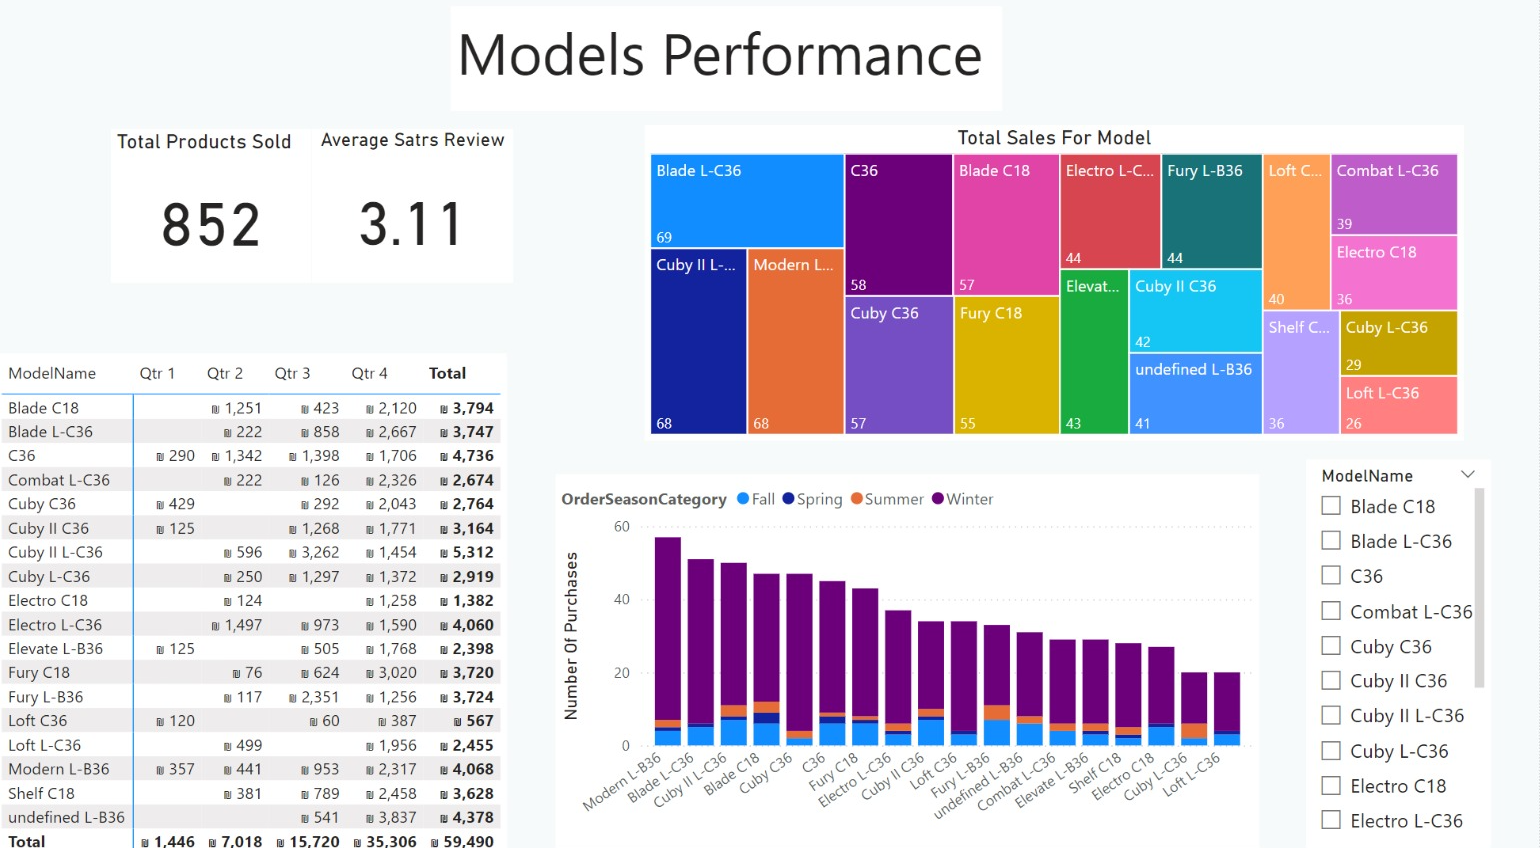 Models Performance
Total Products Sold
852
Average Satrs Review
3.11
Total Sales For Model
Blade L-C36
69
Cuby II L-...
68
Modern L...
68
C36
58
Cuby C36
57
Blade C18
57
Fury C18
55
Electro L-C...
44
Fury L-B36
44
Elevat...
43
Cuby II C36
42
undefined L-B36
41
Loft C...
40
Combat L-C36
39
Electro C18
36
Shelf C...
36
Cuby L-C36
29
Loft L-C36
26
ModelName Qtr 1 Qtr 2 Qtr 3 Qtr 4 Total
Blade C18 ₪ 1,251 ₪ 423 ₪ 2,120 ₪ 3,794
Blade L-C36 ₪ 222 ₪ 858 ₪ 2,667 ₪ 3,747
C36 ₪ 290 ₪ 1,342 ₪ 1,398 ₪ 1,706 ₪ 4,736
Combat L-C36 ₪ 222 ₪ 126 ₪ 2,326 ₪ 2,674
Cuby C36 ₪ 429 ₪ 292 ₪ 2,043 ₪ 2,764
Cuby II C36 ₪ 125 ₪ 1,268 ₪ 1,771 ₪ 3,164
Cuby II L-C36 ₪ 596 ₪ 3,262 ₪ 1,454 ₪ 5,312
Cuby L-C36 ₪ 250 ₪ 1,297 ₪ 1,372 ₪ 2,919
Electro C18 ₪ 124 ₪ 1,258 ₪ 1,382
Electro L-C36 ₪ 1,497 ₪ 973 ₪ 1,590 ₪ 4,060
Elevate L-B36 ₪ 125 ₪ 505 ₪ 1,768 ₪ 2,398
Fury C18 ₪ 76 ₪ 624 ₪ 3,020 ₪ 3,720
Fury L-B36 ₪ 117 ₪ 2,351 ₪ 1,256 ₪ 3,724
Loft C36 ₪ 120 ₪ 60 ₪ 387 ₪ 567
Loft L-C36 ₪ 499 ₪ 1,956 ₪ 2,455
Modern L-B36 ₪ 357 ₪ 441 ₪ 953 ₪ 2,317 ₪ 4,068
Shelf C18 ₪ 381 ₪ 789 ₪ 2,458 ₪ 3,628
undefined L-B36 ₪ 541 ₪ 3,837 ₪ 4,378
Total ₪ 1,446 ₪ 7,018 ₪ 15,720 ₪ 35,306 ₪ 59,490
OrderSeasonCategory Fall Spring Summer Winter
Number Of Purchases
60
40
20
0
Modern L-B36
Blade L-C36
Cuby II L-C36
Blade C18
Cuby C36
C36
Fury C18
Electro L-C36
Cuby II C36
Loft C36
Fury L-B36
undefined L-B36
Combat L-C36
Elevate L-B36
Shelf C18
Electro C18
Cuby L-C36
Loft L-C36
ModelName
Blade C18
Blade L-C36
C36
Combat L-C36
Cuby C36
Cuby II C36
Cuby II L-C36
Cuby L-C36
Electro C18
Electro L-C36